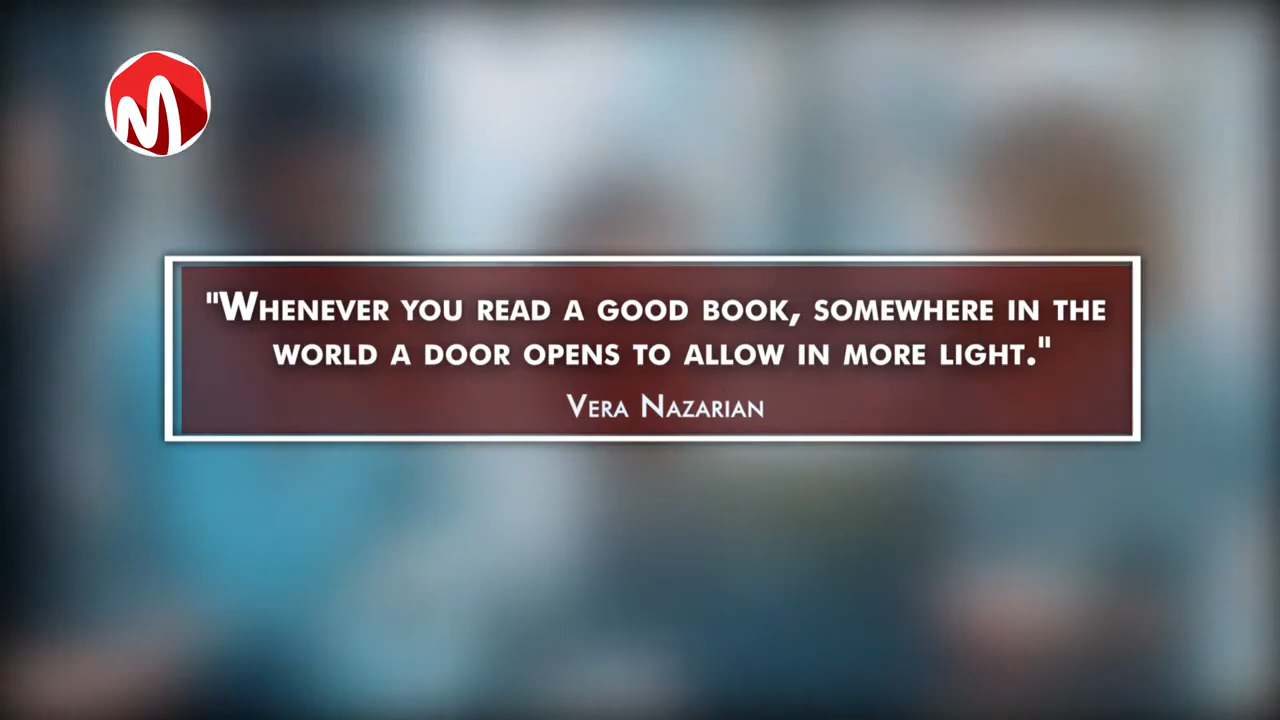 "Whenever you read a good book, somewhere in the
world a door opens to allow in more light."
Vera Nazarian